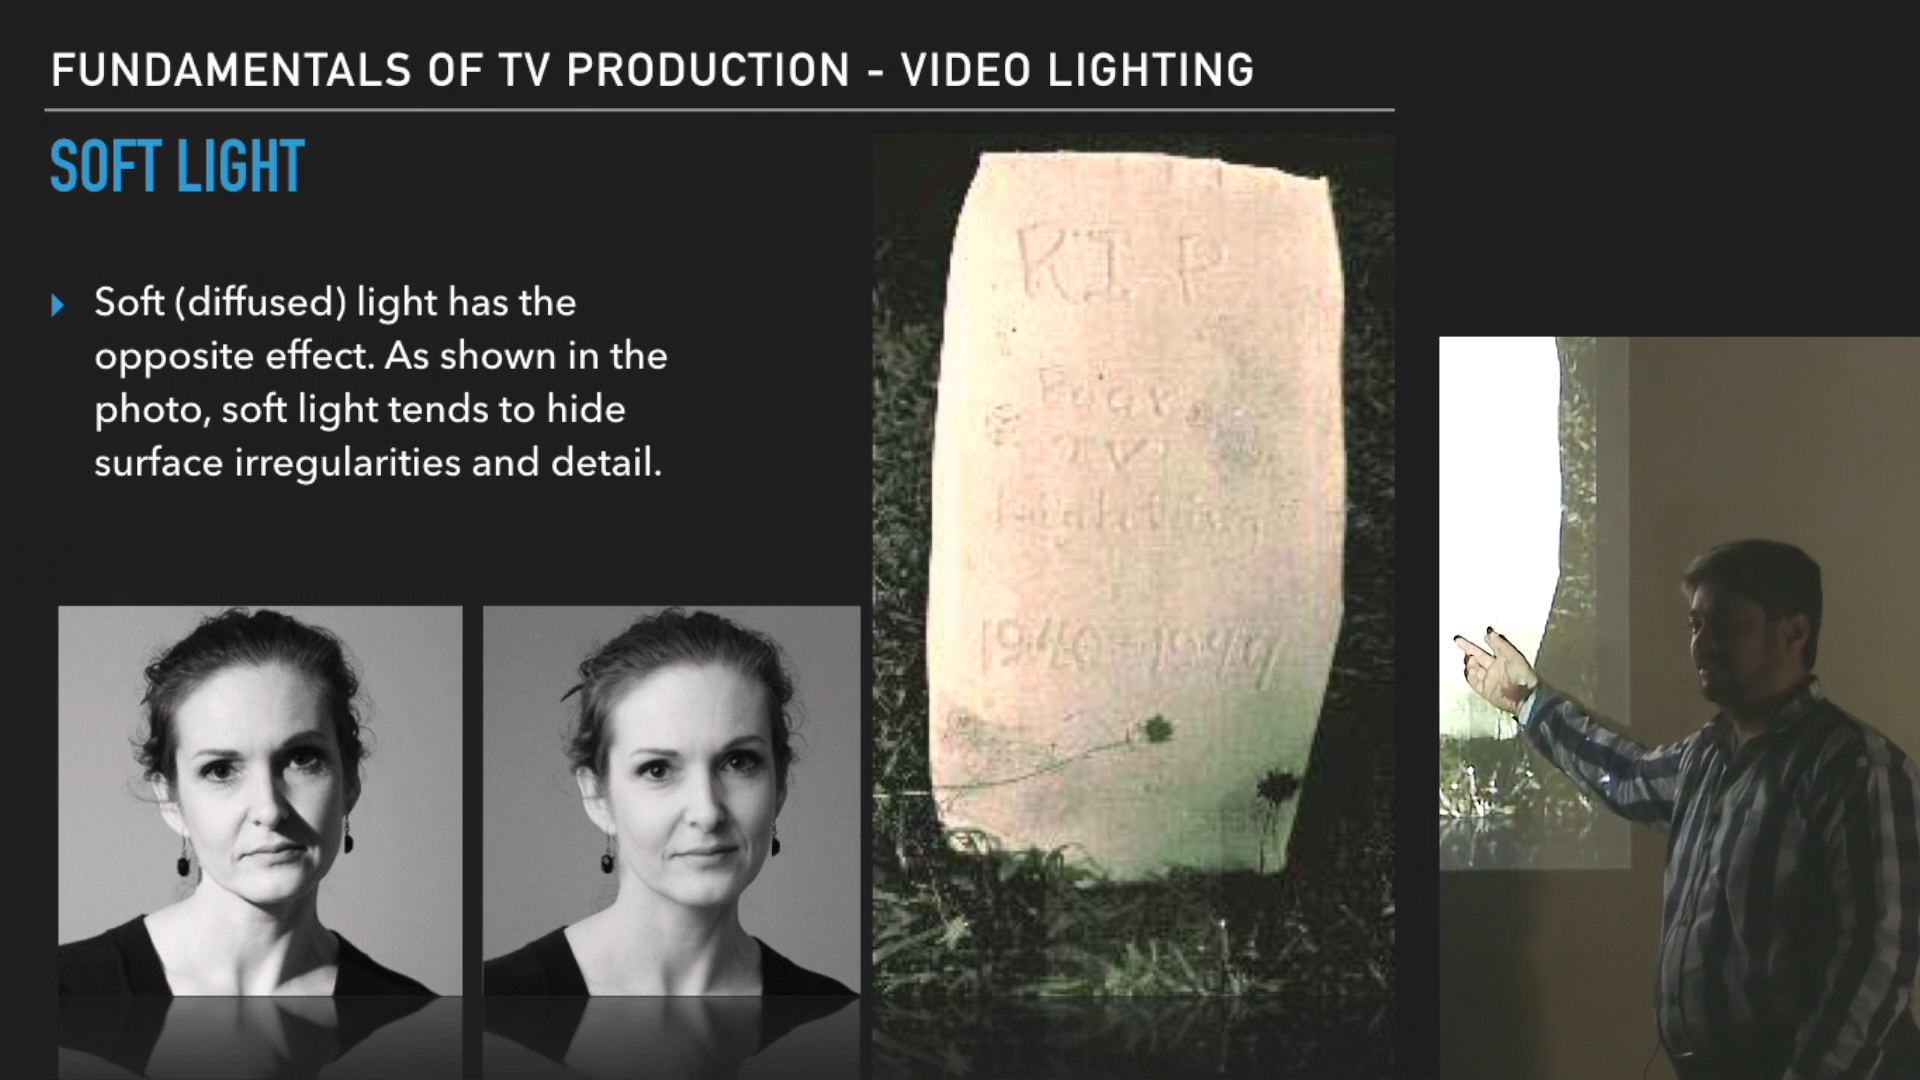 FUNDAMENTALS OF TV PRODUCTION - VIDEO LIGHTING
SOFT LIGHT
Soft (diffused) light has the
opposite effect. As shown in the
photo, soft light tends to hide
surface irregularities and detail.
R I P
TV